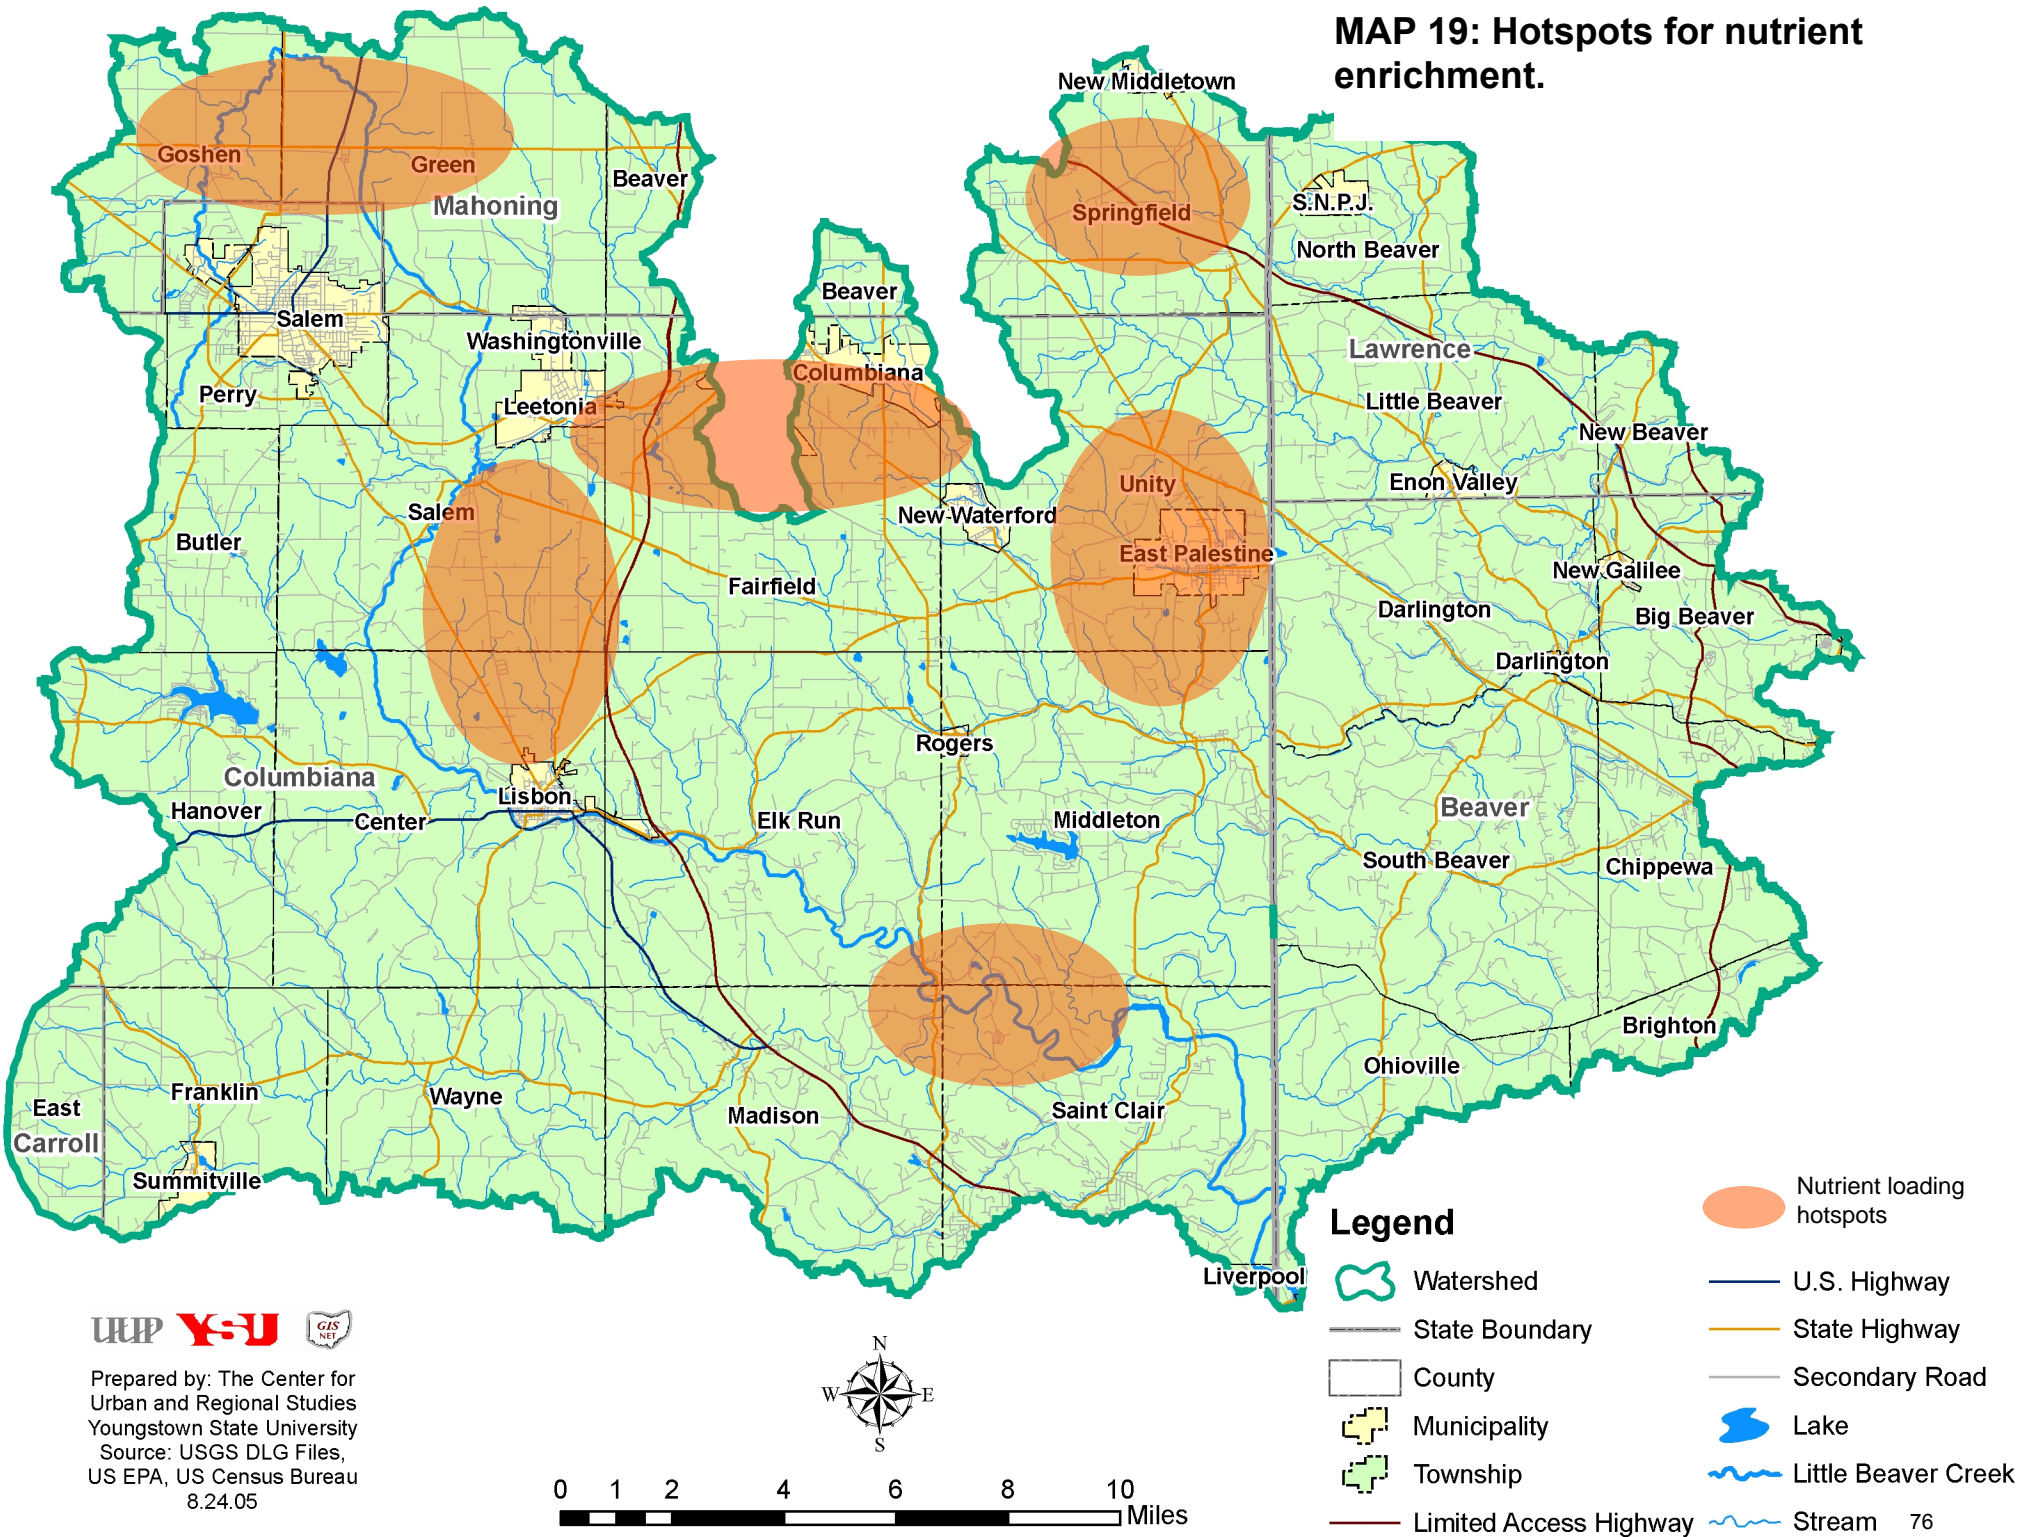 MAP 19: Hotspots for nutrient
enrichment.
New Middletown
Goshen
Green
Beaver
Mahoning
Springfield
S.N.P.J.
North Beaver
Beaver
Salem
Washingtonville
Lawrence
Columbiana
Perry
Leetonia
Little Beaver
New Beaver
Unity
Enon Valley
Salem
New Waterford
Butler
East Palestine
Fairfield
New Galilee
Darlington
Big Beaver
Darlington
Rogers
Columbiana
Lisbon
Hanover
Center
Elk Run
Middleton
Beaver
South Beaver
Chippewa
Brighton
Ohioville
Franklin
Wayne
East
Carroll
Madison
Saint Clair
Summitville
Liverpool
Nutrient loading
hotspots
Legend
Watershed
State Boundary
County
Municipality
Township
Limited Access Highway
U.S. Highway
State Highway
Secondary Road
Lake
Little Beaver Creek
Stream
76
UUP YSU GIS
NET
Prepared by: The Center for
Urban and Regional Studies
Youngstown State University
Source: USGS DLG Files,
US EPA, US Census Bureau
8.24.05
N
W E
S
0 1 2 4 6 8 10
Miles